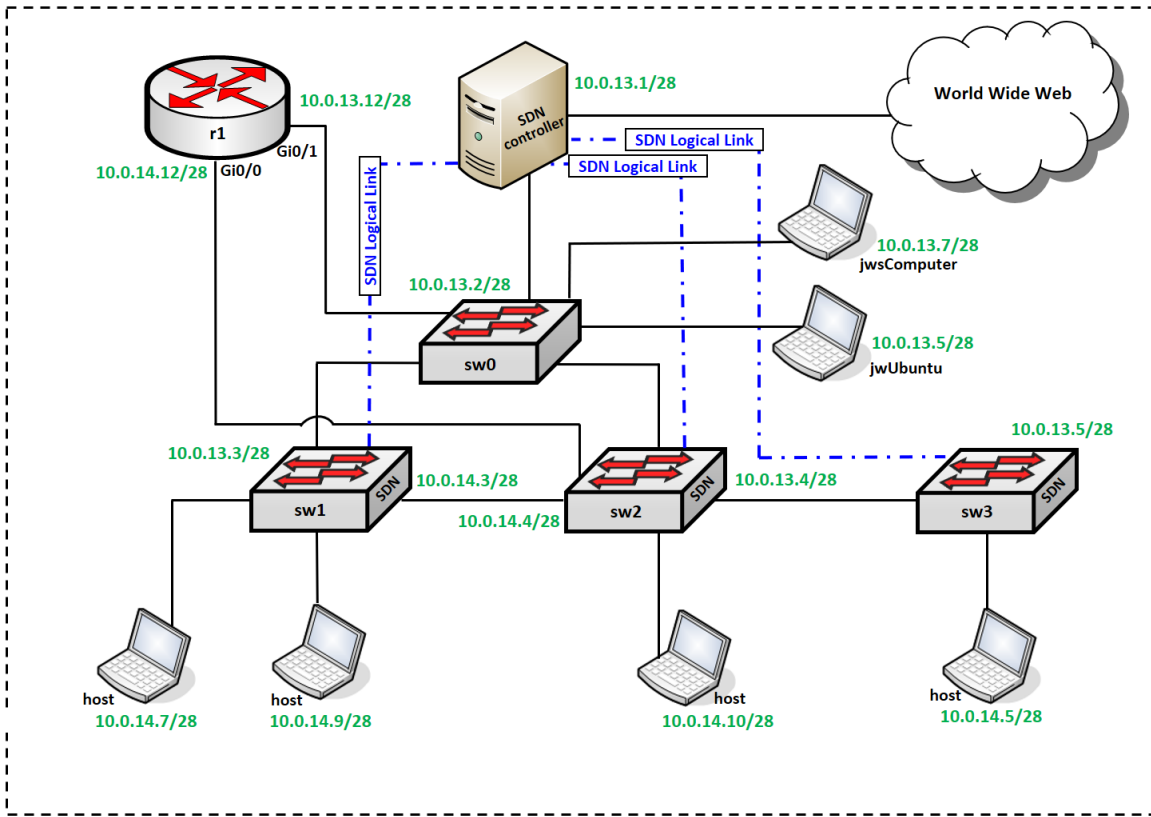 10.0.13.1/28
World Wide Web
10.0.13.12/28
SDN
controller
r1
Gi0/1
SDN Logical Link
10.0.14.12/28
Gi0/0
SDN Logical Link
SDN Logical Link
10.0.13.7/28
jwsComputer
10.0.13.2/28
10.0.13.5/28
jwUbuntu
sw0
10.0.13.5/28
10.0.13.3/28
10.0.14.3/28
10.0.13.4/28
SDN
SDN
SDN
sw1
10.0.14.4/28
sw2
sw3
host
10.0.14.7/28
host
10.0.14.9/28
host
10.0.14.10/28
host
10.0.14.5/28